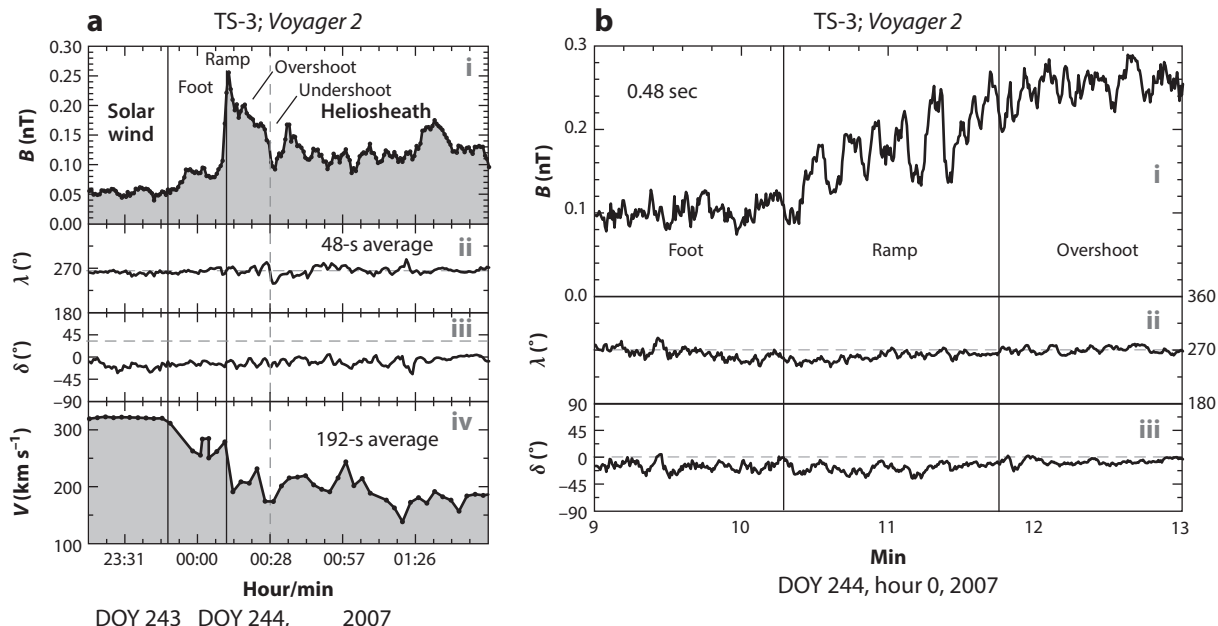 a
TS-3; Voyager 2
0.30
0.25
0.20
0.15
0.10
0.05
0.00
B (nT)
Solar wind
Foot
Ramp
Overshoot
Undershoot
Heliosheath
i
270
180
λ (°)
48-s average
ii
45
0
−45
−90
δ (°)
iii
300
200
100
V (km s⁻¹)
192-s average
iv
23:31 00:00 00:28 00:57 01:26
Hour/min
DOY 243 DOY 244, 2007
b
TS-3; Voyager 2
0.3
0.2
0.1
0.0
B (nT)
0.48 sec
i
Foot Ramp Overshoot
360
270
180
λ (°)
ii
90
45
0
−45
−90
δ (°)
iii
9 10 11 12 13
Min
DOY 244, hour 0, 2007